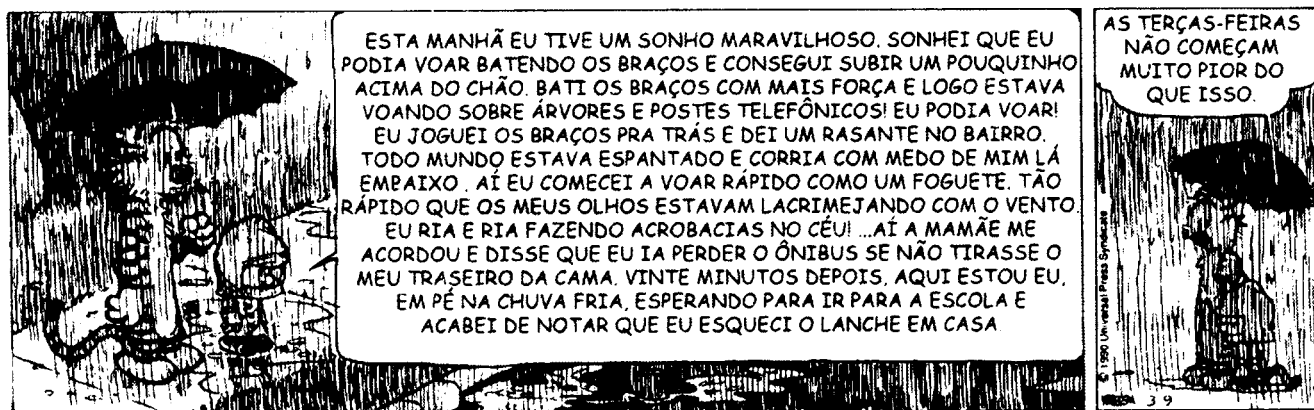 ESTA MANHÃ EU TIVE UM SONHO MARAVILHOSO. SONHEI QUE EU
PODIA VOAR BATENDO OS BRAÇOS E CONSEGUI SUBIR UM POUQUINHO
ACIMA DO CHÃO. BATI OS BRAÇOS COM MAIS FORÇA E LOGO ESTAVA
VOANDO SOBRE ÁRVORES E POSTES TELEFÔNICOS! EU PODIA VOAR!
EU JOGUEI OS BRAÇOS PRA TRÁS E DEI UM RASANTE NO BAIRRO.
TODO MUNDO ESTAVA ESPANTADO E CORRIA COM MEDO DE MIM LÁ
EMPAIXO. AÍ EU COMECEI A VOAR RÁPIDO COMO UM FOGUETE. TÃO
RÁPIDO QUE OS MEUS OLHOS ESTAVAM LACRIMEJANDO COM O VENTO.
EU RIA E RIA FAZENDO ACROBACIAS NO CÉU! ...AÍ A MAMÃE ME
ACORDOU E DISSE QUE EU IA PERDER O ÔNIBUS SE NÃO TIRASSE O
MEU TRASEIRO DA CAMA. VINTE MINUTOS DEPOIS, AQUI ESTOU EU,
EM PÉ NA CHUVA FRIA, ESPERANDO PARA IR PARA A ESCOLA E
ACABEI DE NOTAR QUE EU ESQUECI O LANCHE EM CASA
AS TERÇAS-FEIRAS
NÃO COMEÇAM
MUITO PIOR DO
QUE ISSO.
© 1990 Universal Press Syndicate
3 9